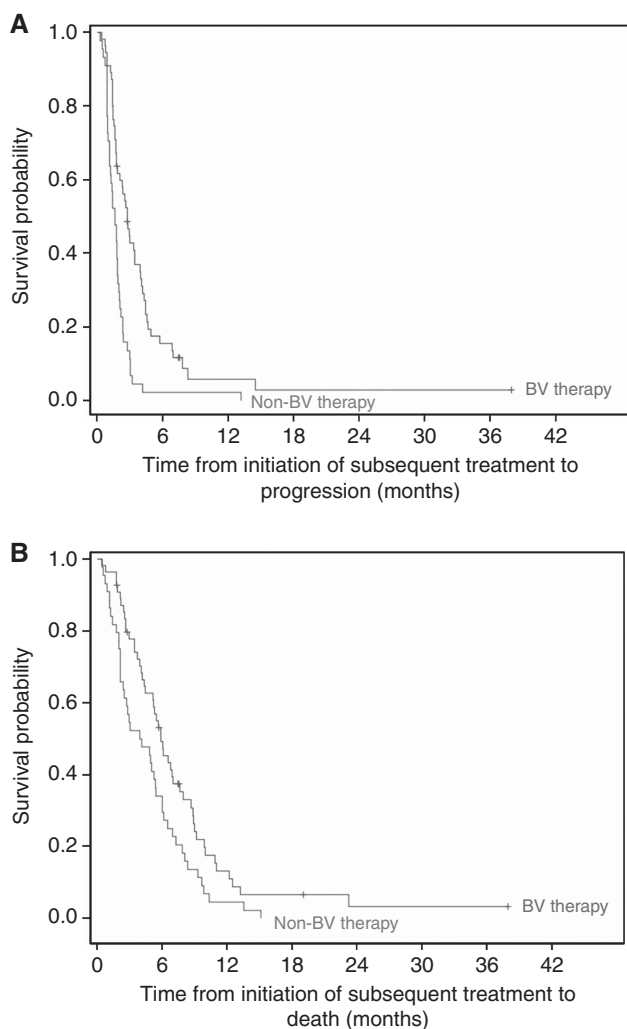 A
1.0
0.8
0.6
0.4
0.2
0.0
Survival probability
Non-BV therapy
BV therapy
0 6 12 18 24 30 36 42
Time from initiation of subsequent treatment to
progression (months)
B
1.0
0.8
0.6
0.4
0.2
0.0
Survival probability
BV therapy
Non-BV therapy
0 6 12 18 24 30 36 42
Time from initiation of subsequent treatment to
death (months)